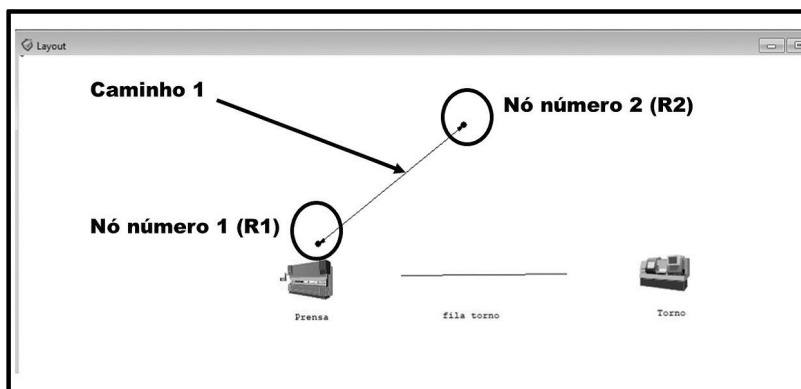 Layout
Caminho 1
Nó número 2 (R2)
Nó número 1 (R1)
Prensa
fila torno
Torno